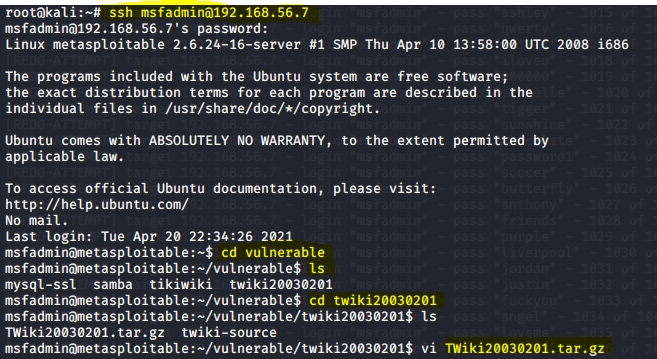 root@kali:~# ssh msfadmin@192.168.56.7
msfadmin@192.168.56.7's password:
Linux metasploitable 2.6.24-16-server #1 SMP Thu Apr 10 13:58:00 UTC 2008 i686
The programs included with the Ubuntu system are free software;
the exact distribution terms for each program are described in the
individual files in /usr/share/doc/*/copyright.
Ubuntu comes with ABSOLUTELY NO WARRANTY, to the extent permitted by
applicable law.
To access official Ubuntu documentation, please visit:
http://help.ubuntu.com/
No mail.
Last login: Tue Apr 20 22:34:26 2021
msfadmin@metasploitable:~$ cd vulnerable
msfadmin@metasploitable:~/vulnerable$ ls
mysql-ssl  samba  tikiwiki  twiki20030201
msfadmin@metasploitable:~/vulnerable$ cd twiki20030201
msfadmin@metasploitable:~/vulnerable/twiki20030201$ ls
TWiki20030201.tar.gz  twiki-source
msfadmin@metasploitable:~/vulnerable/twiki20030201$ vi TWiki20030201.tar.gz